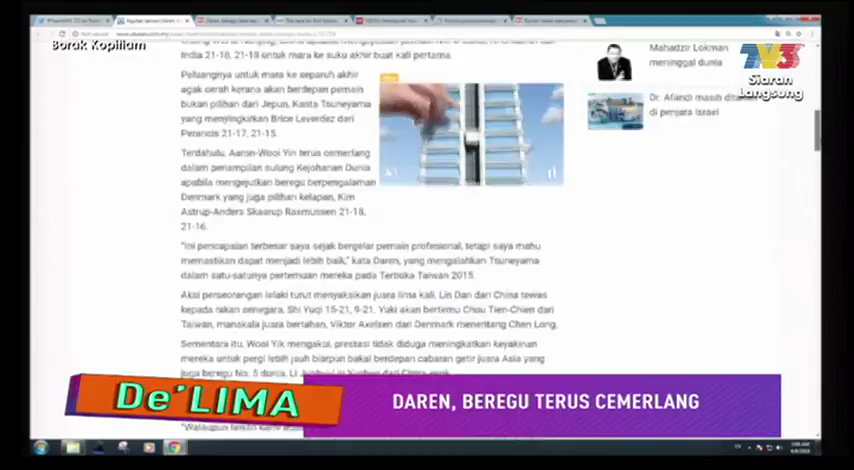 Borak Kopitiam
TV3
Siaran
Langsung
India 21-16, 21-18 untuk mara ke suku akhir buat kali pertama.
Peluangnya untuk mara ke separuh akhir
agak cerah kerana akan berdepan pemain
bukan pilihan dari Jepun, Kanta Tsuneyama
yang menyingkirkan Brice Leverdez dari
Perancis 21-17, 21-15.
Terdahulu, Aaron-Wooi Yin terus cemerlang
dalam penampilan sulung Kejohanan Dunia
apabila mengejutkan beregu berpengalaman
Denmark yang juga pilihan kelapan, Kim
Astrup-Anders Skaarup Rasmussen 21-18,
21-16.
"Ini pencapaian terbesar saya sejak bergelar pemain profesional, tetapi saya mahu
memastikan dapat menjadi lebih baik," kata Daren, yang mengalahkan Tsuneyama
dalam satu-satunya pertemuan mereka pada Terbuka Taiwan 2015.
Aksi perseorangan lelaki turut menyaksikan juara lima kali, Lin Dan dari China tewas
kepada rakan senegara, Shi Yuqi 15-21, 9-21. Yuki akan bertemu Chou Tien-Chen dari
Taiwan, manakala juara bertahan, Viktor Axelsen dari Denmark menentang Chen Long.
Sementara itu, Wooi Yik mengakui, prestasi tidak diduga meningkatkan keyakinan
mereka untuk pergi lebih jauh biarpun bakal berdepan cabaran getir juara Asia yang
juga beregu No. 5 dunia, Li
Mahadzir Lokman
meninggal dunia
Dr. Afandi masih
di penjara Israel
De'LIMA
DAREN, BEREGU TERUS CEMERLANG